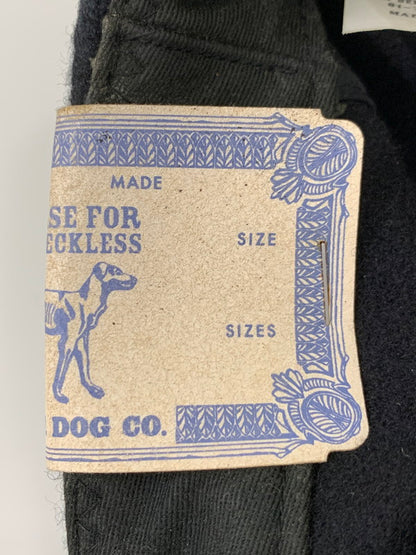 MADE
SE FOR
ECKLESS
SIZE
SIZES
DOG CO.